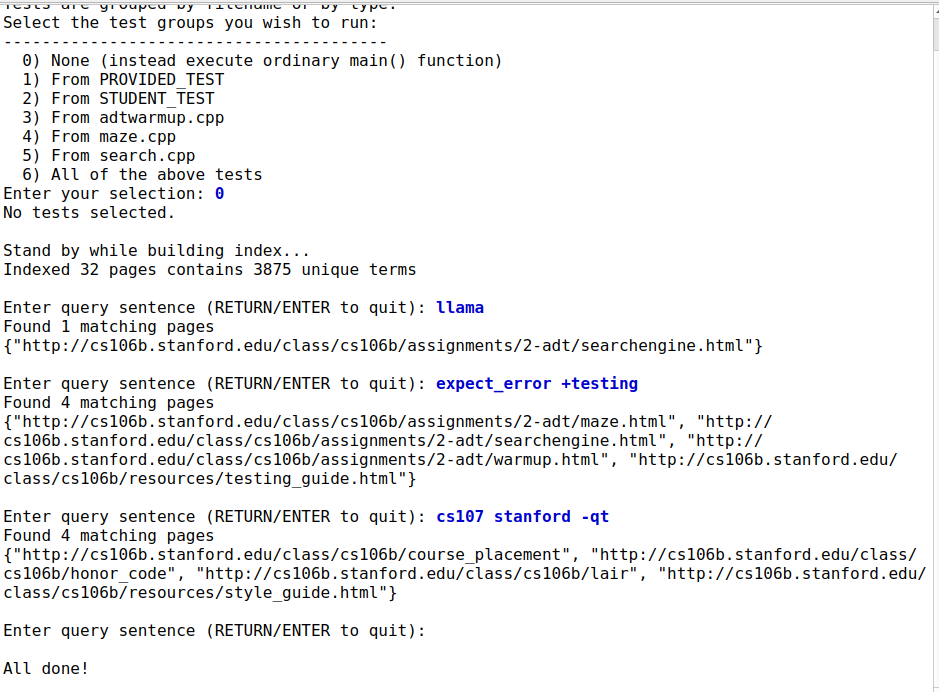 Tests are grouped by filename or by type.
Select the test groups you wish to run:
----------------------------------------
  0) None (instead execute ordinary main() function)
  1) From PROVIDED_TEST
  2) From STUDENT_TEST
  3) From adtwarmup.cpp
  4) From maze.cpp
  5) From search.cpp
  6) All of the above tests
Enter your selection: 0
No tests selected.

Stand by while building index...
Indexed 32 pages contains 3875 unique terms

Enter query sentence (RETURN/ENTER to quit): llama
Found 1 matching pages
{"http://cs106b.stanford.edu/class/cs106b/assignments/2-adt/searchengine.html"}

Enter query sentence (RETURN/ENTER to quit): expect_error +testing
Found 4 matching pages
{"http://cs106b.stanford.edu/class/cs106b/assignments/2-adt/maze.html", "http://
cs106b.stanford.edu/class/cs106b/assignments/2-adt/searchengine.html", "http://
cs106b.stanford.edu/class/cs106b/assignments/2-adt/warmup.html", "http://cs106b.stanford.edu/
class/cs106b/resources/testing_guide.html"}

Enter query sentence (RETURN/ENTER to quit): cs107 stanford -qt
Found 4 matching pages
{"http://cs106b.stanford.edu/class/cs106b/course_placement", "http://cs106b.stanford.edu/class/
cs106b/honor_code", "http://cs106b.stanford.edu/class/cs106b/lair", "http://cs106b.stanford.edu/
class/cs106b/resources/style_guide.html"}

Enter query sentence (RETURN/ENTER to quit):

All done!